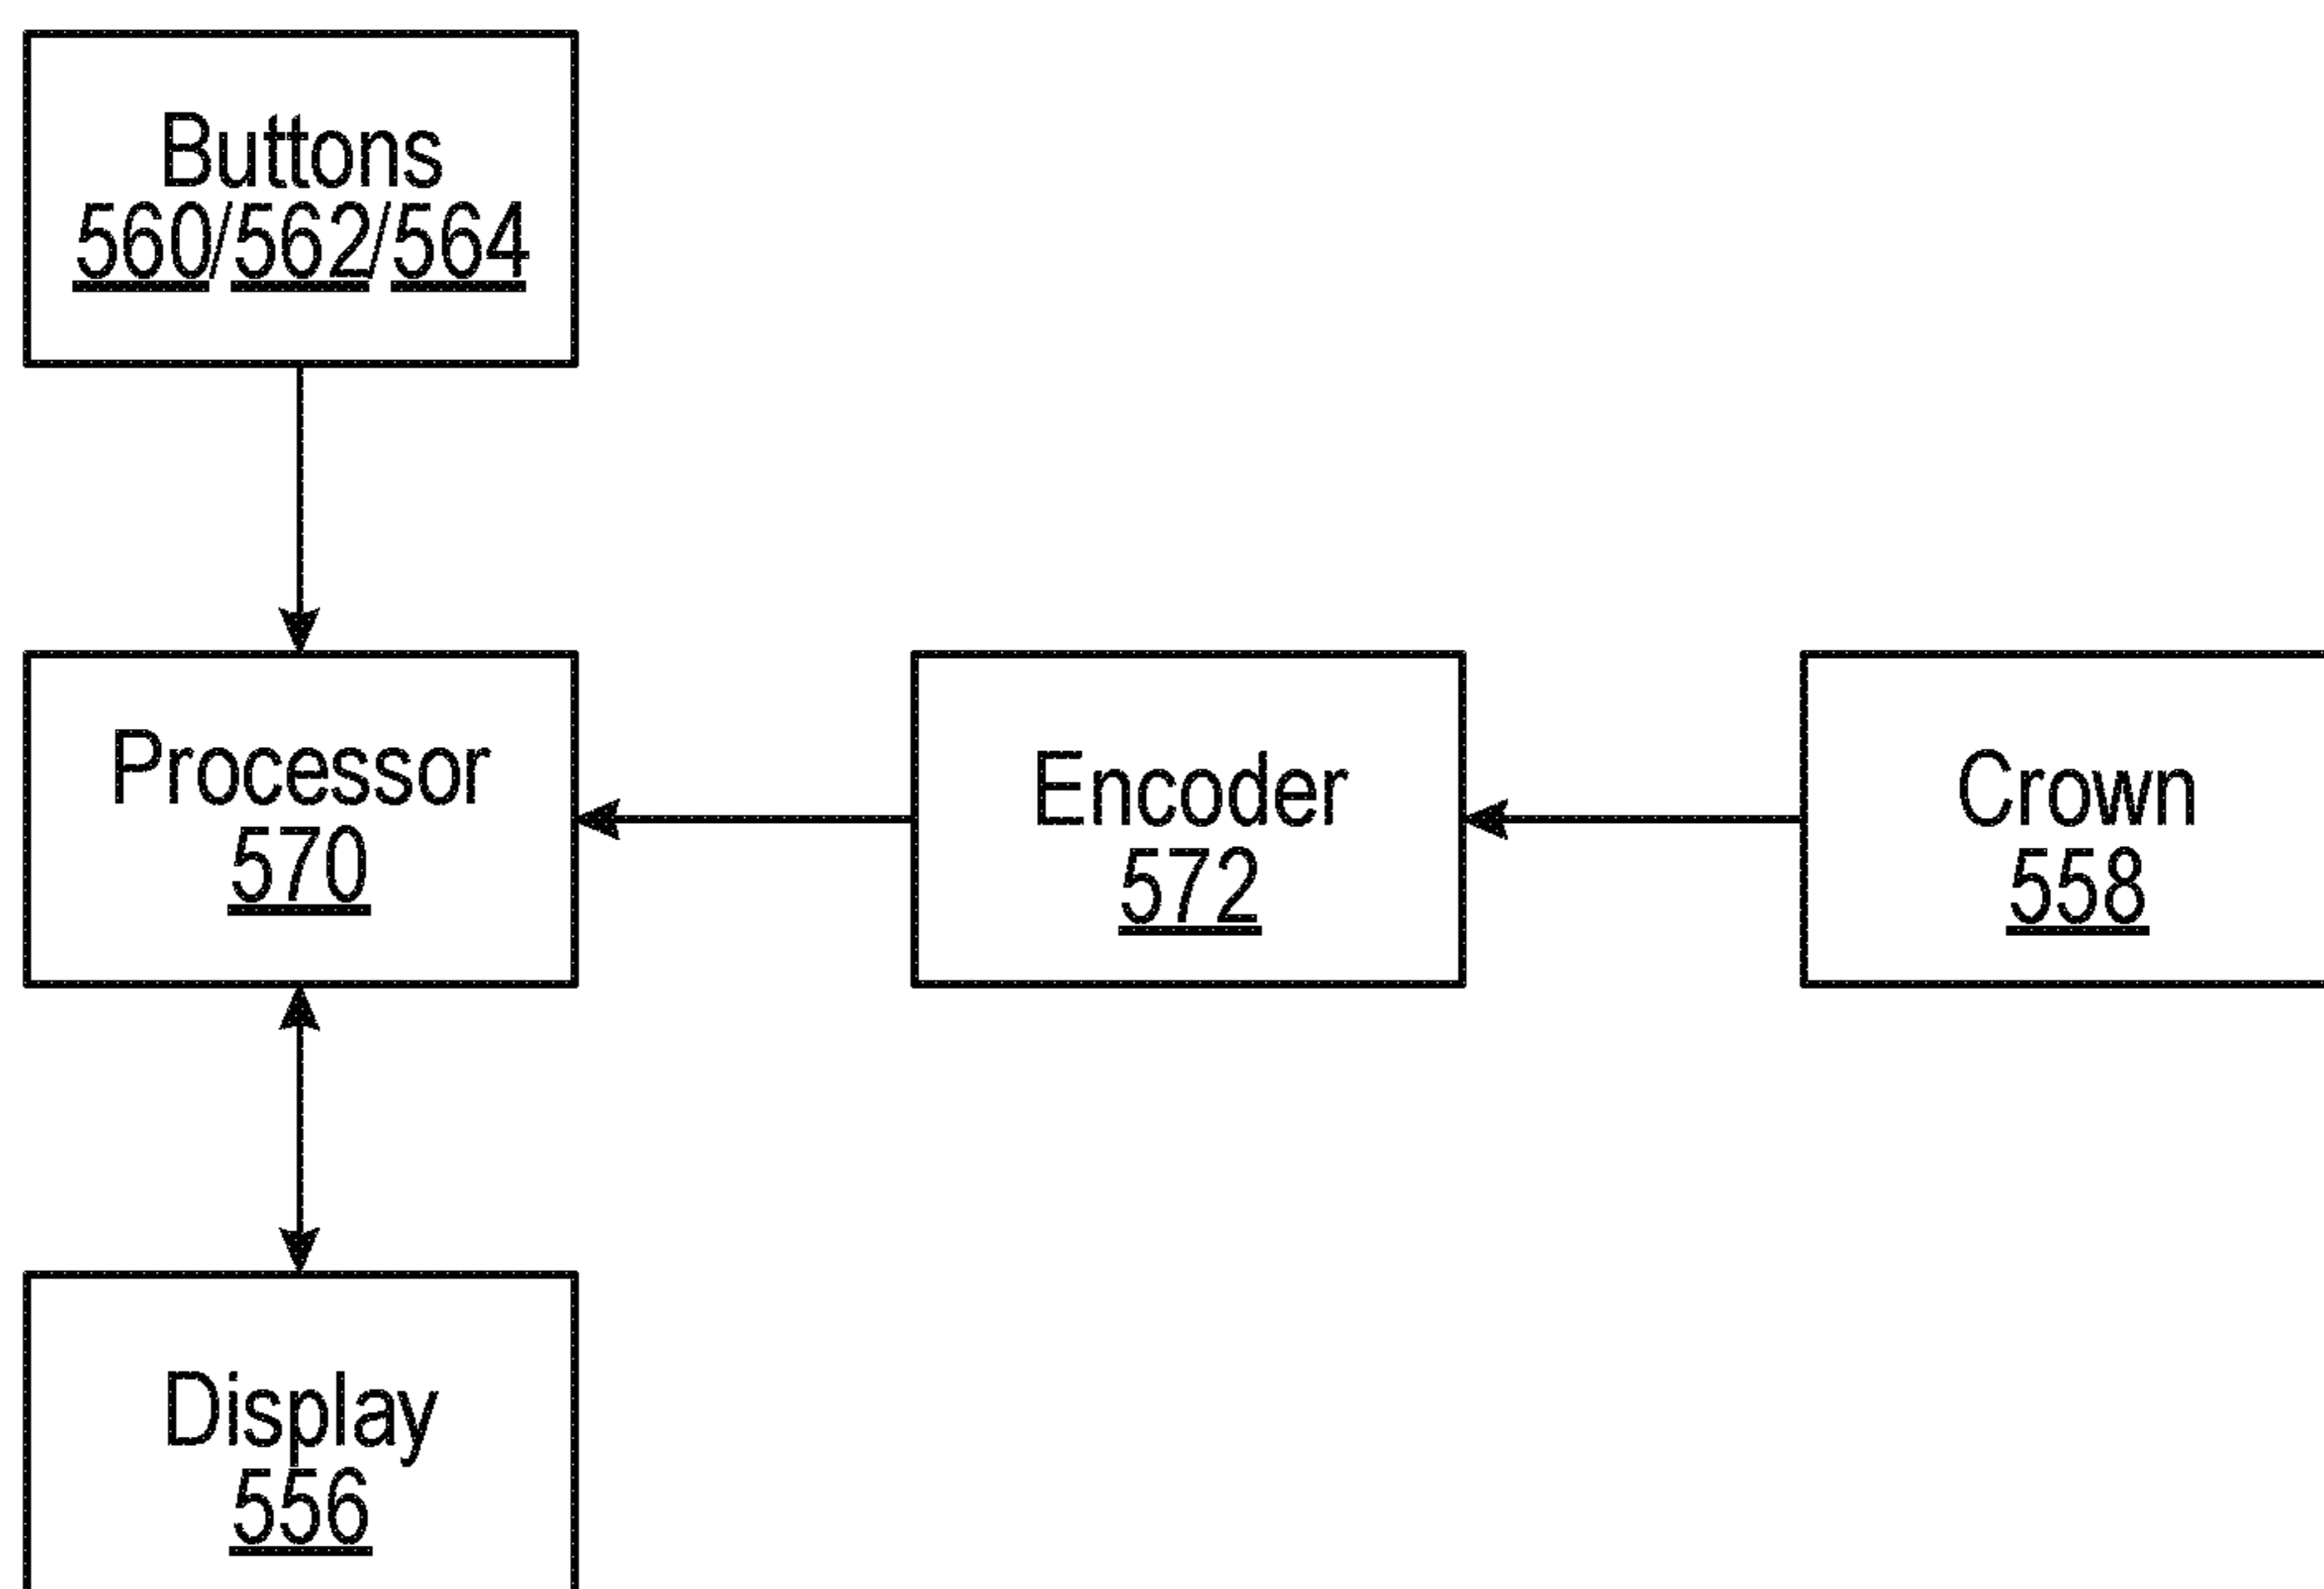 Buttons
560/562/564
Processor
570
Encoder
572
Crown
558
Display
556